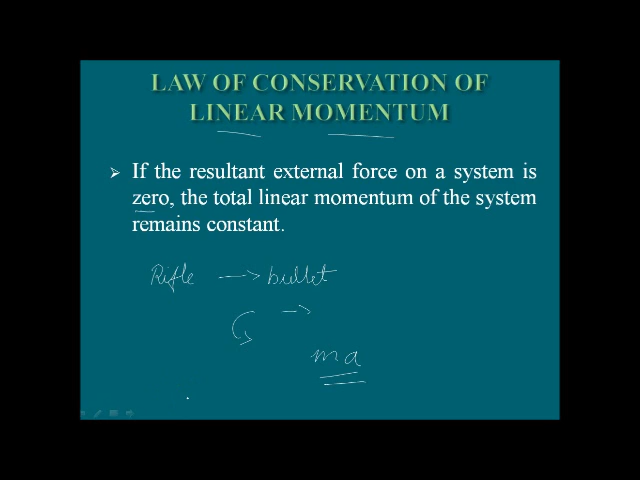 LAW OF CONSERVATION OF
LINEAR MOMENTUM
➢ If the resultant external force on a system is
zero, the total linear momentum of the system
remains constant.
Rifle → bullet
→
ma